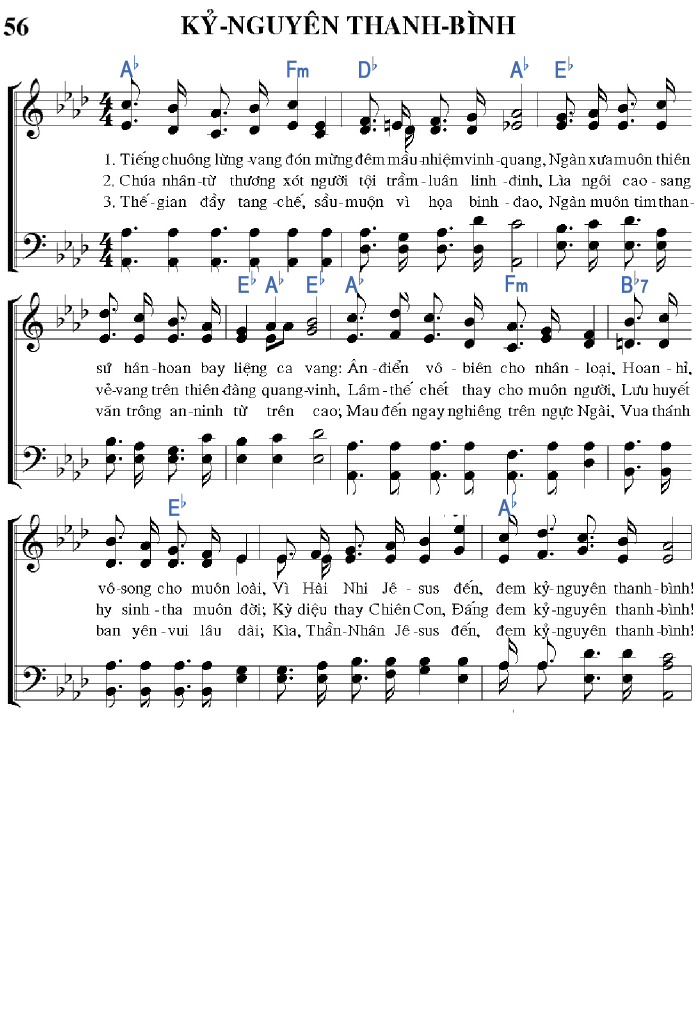 56 KỶ-NGUYÊN THANH-BÌNH
A♭ Fm D♭ A♭ E♭
1. Tiếng chuông lừng-vang đón mừng đêm mầu-nhiệm vinh-quang, Ngàn xưa muôn thiên
2. Chúa nhân-từ thương xót người tội trầm-luân linh-đinh, Lìa ngôi cao-sang
3. Thế-gian đầy tang-chế, sầu-muộn vì họa binh-đao, Ngàn muôn tim than-
E♭ A♭ E♭ A♭ Fm B♭7
sứ hân-hoan bay liệng ca vang: Ân-điển vô-biên cho nhân-loại, Hoan-hỉ,
vẻ-vang trên thiên-đàng quang-vinh, Lâm-thế chết thay cho muôn người, Lưu huyết
vãn trông an-ninh từ trên cao; Mau đến ngay nghiêng trên ngực Ngài, Vua thánh
E♭ A♭
vô-song cho muôn loài, Vì Hài Nhi Jê-sus đến, đem kỷ-nguyên thanh-bình!
hy sinh-tha muôn đời; Kỳ diệu thay Chiên Con, Đấng đem kỷ-nguyên thanh-bình!
ban yên-vui lâu dài; Kìa, Thần-Nhân Jê-sus đến, đem kỷ-nguyên thanh-bình!